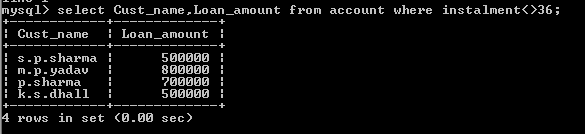 mysql> select Cust_name,Loan_amount from account where instalment<>36;
+------------+-------------+
| Cust_name  | Loan_amount |
+------------+-------------+
| s.p.sharma |      500000 |
| m.p.yadav  |      800000 |
| p.sharma   |      700000 |
| k.s.dhall  |      500000 |
+------------+-------------+
4 rows in set (0.00 sec)